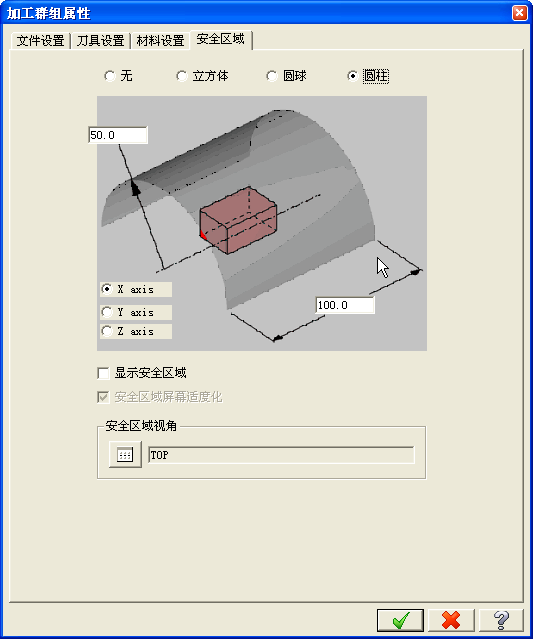 加工群组属性
文件设置 刀具设置 材料设置 安全区域
无 立方体 圆球 圆柱
50.0
X axis
100.0
Y axis
Z axis
显示安全区域
安全区域屏幕适度化
安全区域视角
TOP